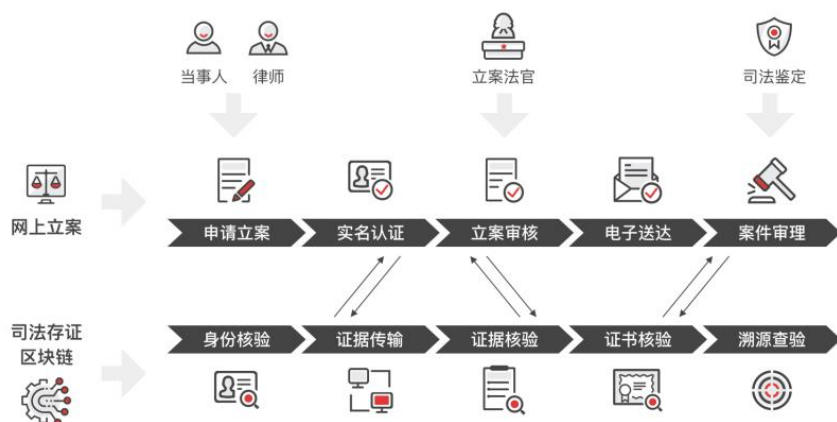 当事人 律师 立案法官 司法鉴定
网上立案
申请立案 实名认证 立案审核 电子送达 案件审理
司法存证
区块链
身份核验 证据传输 证据核验 证书核验 溯源查验